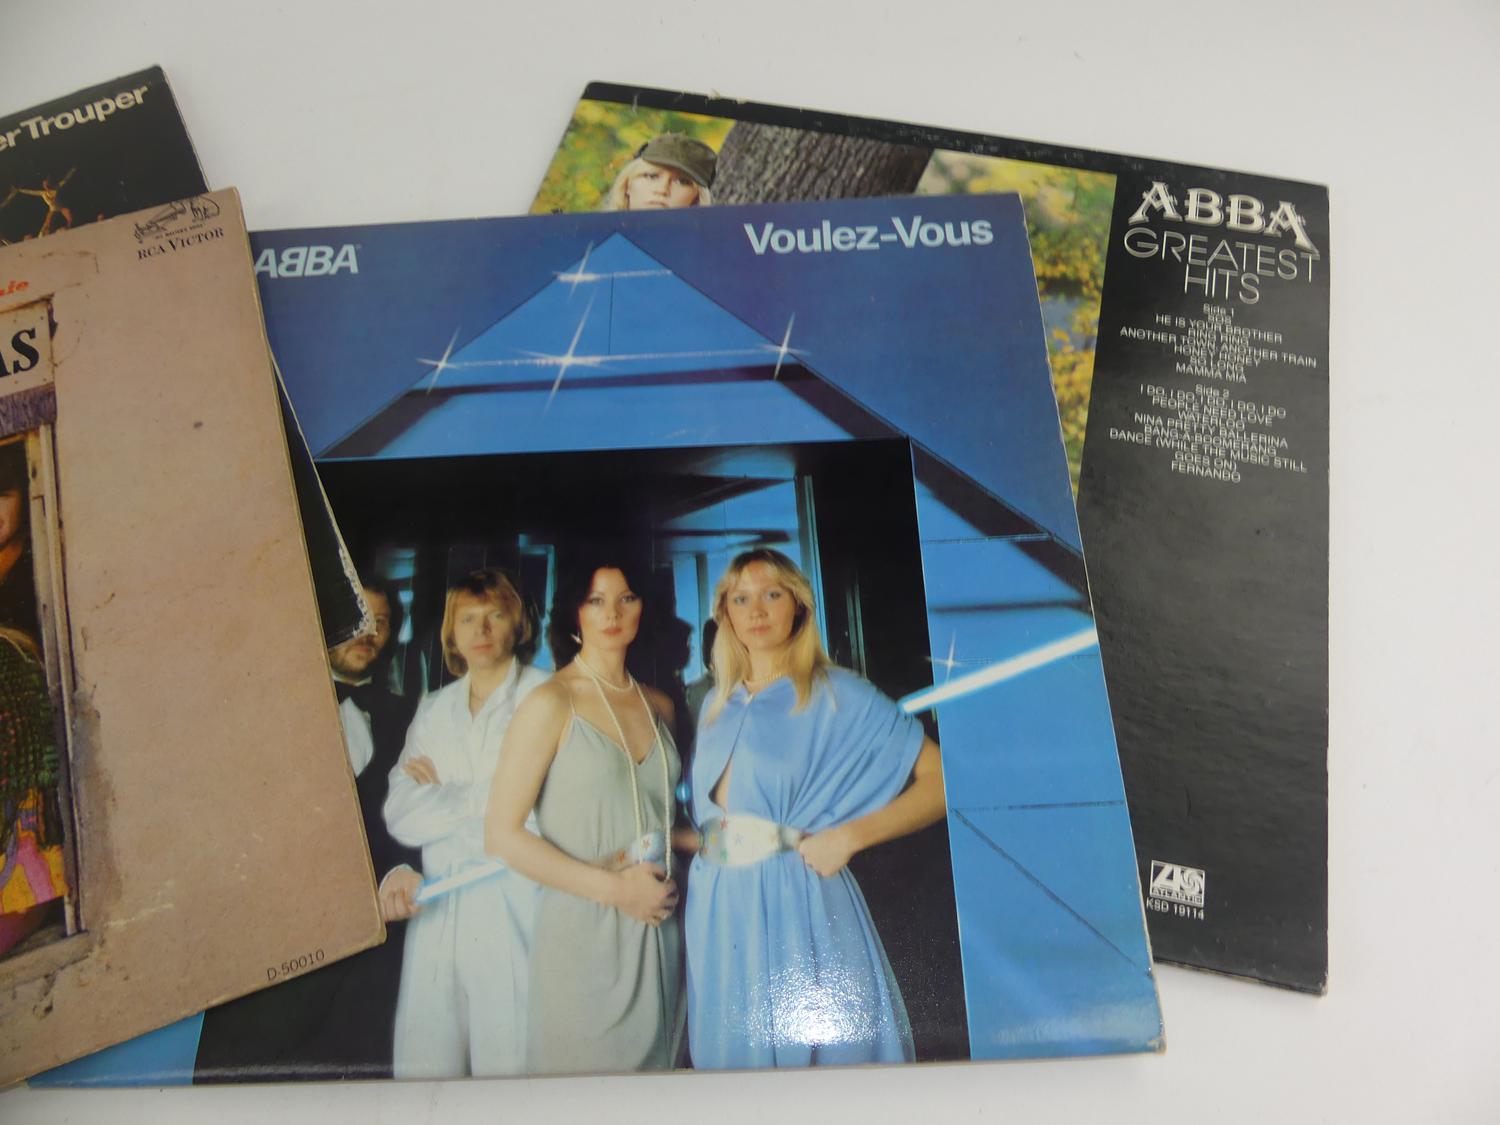 er Trouper
RCA VICTOR
nie
AS
D-50010
ABBA
Voulez-Vous
ABBA
GREATEST
HITS
Side 1
SOS
HE IS YOUR BROTHER
RING RING
ANOTHER TOWN, ANOTHER TRAIN
HONEY, HONEY
SO LONG
MAMMA MIA
Side 2
I DO, I DO, I DO, I DO, I DO
PEOPLE NEED LOVE
WATERLOO
NINA PRETTY BALLERINA
BANG-A-BOOMERANG
DANCE (WHILE THE MUSIC STILL
GOES ON)
FERNANDO
ATLANTIC
KSD 19114